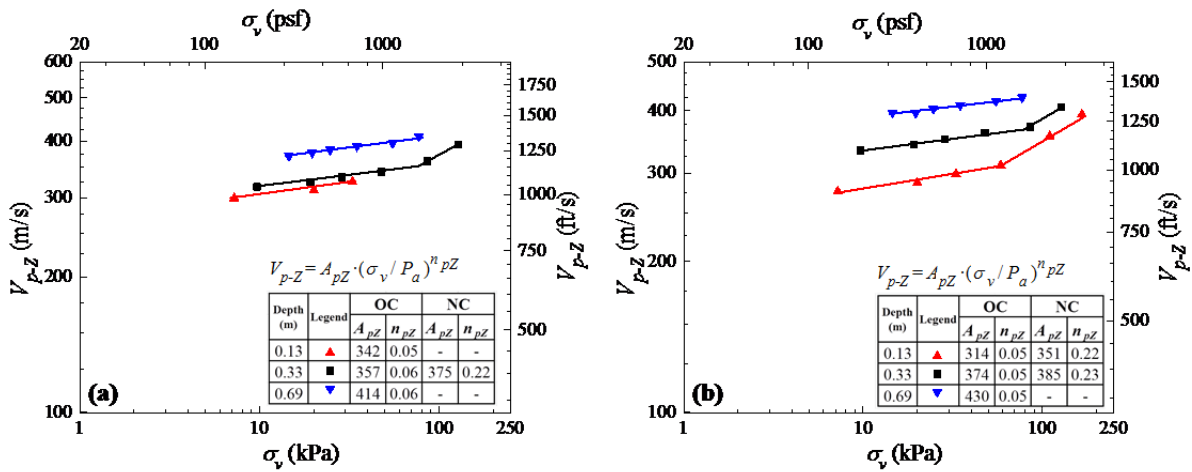 σv (psf)
20 100 1000
600
500
400
300
200
100
Vp-Z (m/s)
1750
1500
1250
1000
750
500
Vp-Z (ft/s)
Vp-Z = ApZ·(σv / Pa)^n pZ
Depth (m) Legend OC NC
ApZ npZ ApZ npZ
0.13 342 0.05 - -
0.33 357 0.06 375 0.22
0.69 414 0.06 - -
(a)
1 10 100 250
σv (kPa)
σv (psf)
20 100 1000
500
400
300
200
100
Vp-Z (m/s)
1500
1250
1000
750
500
Vp-Z (ft/s)
Vp-Z = ApZ·(σv / Pa)^n pZ
Depth (m) Legend OC NC
ApZ npZ ApZ npZ
0.13 314 0.05 351 0.22
0.33 374 0.05 385 0.23
0.69 430 0.05 - -
(b)
1 10 100 250
σv (kPa)